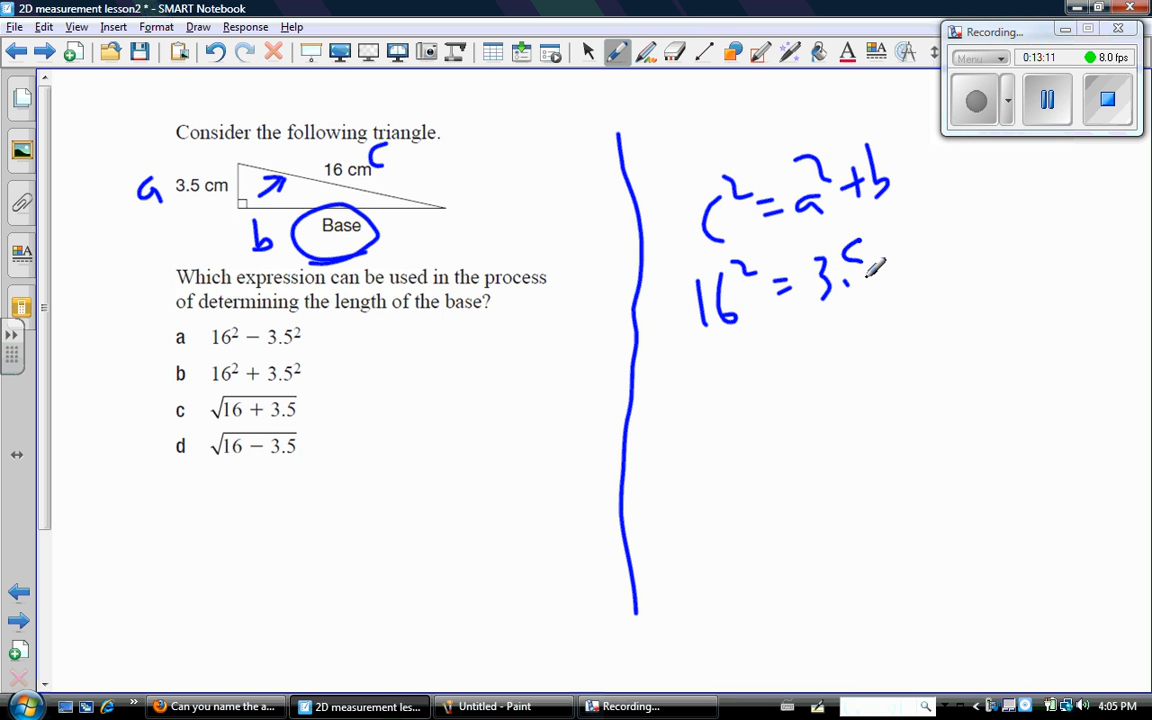 2D measurement lesson2 * - SMART Notebook
File Edit View Insert Format Draw Response Help
Recording...
Menu
0:13:11
8.0 fps
Consider the following triangle.
16 cm c
a 3.5 cm
b Base
Which expression can be used in the process
of determining the length of the base?
a 16² − 3.5²
b 16² + 3.5²
c √16 + 3.5
d √16 − 3.5
c² = a² + b
16² = 3.5
Can you name the a...
2D measurement les...
Untitled - Paint
Recording...
4:05 PM